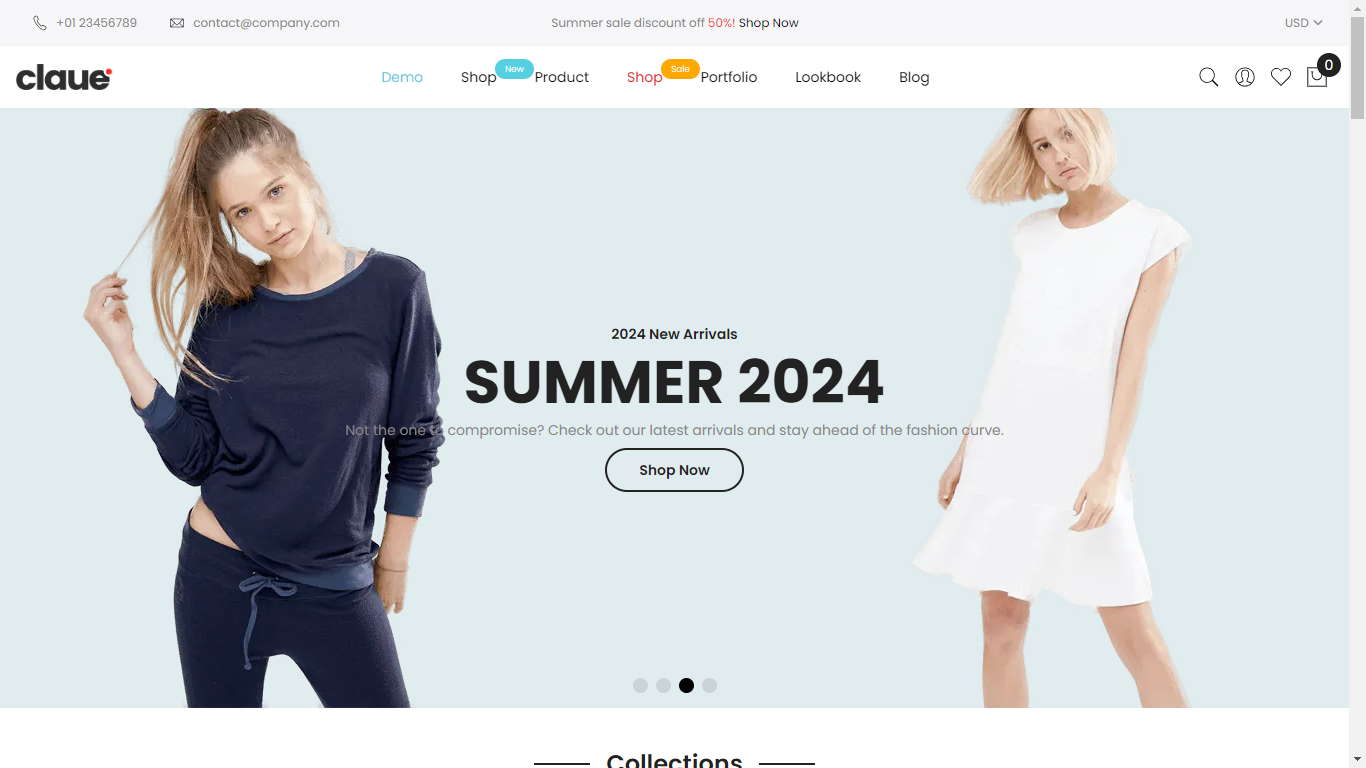 +01 23456789
contact@company.com
Summer sale discount off 50%! Shop Now
USD
claue
Demo
Shop
New
Product
Shop
Sale
Portfolio
Lookbook
Blog
0
2024 New Arrivals
SUMMER 2024
Not the one to compromise? Check out our latest arrivals and stay ahead of the fashion curve.
Shop Now
Collections